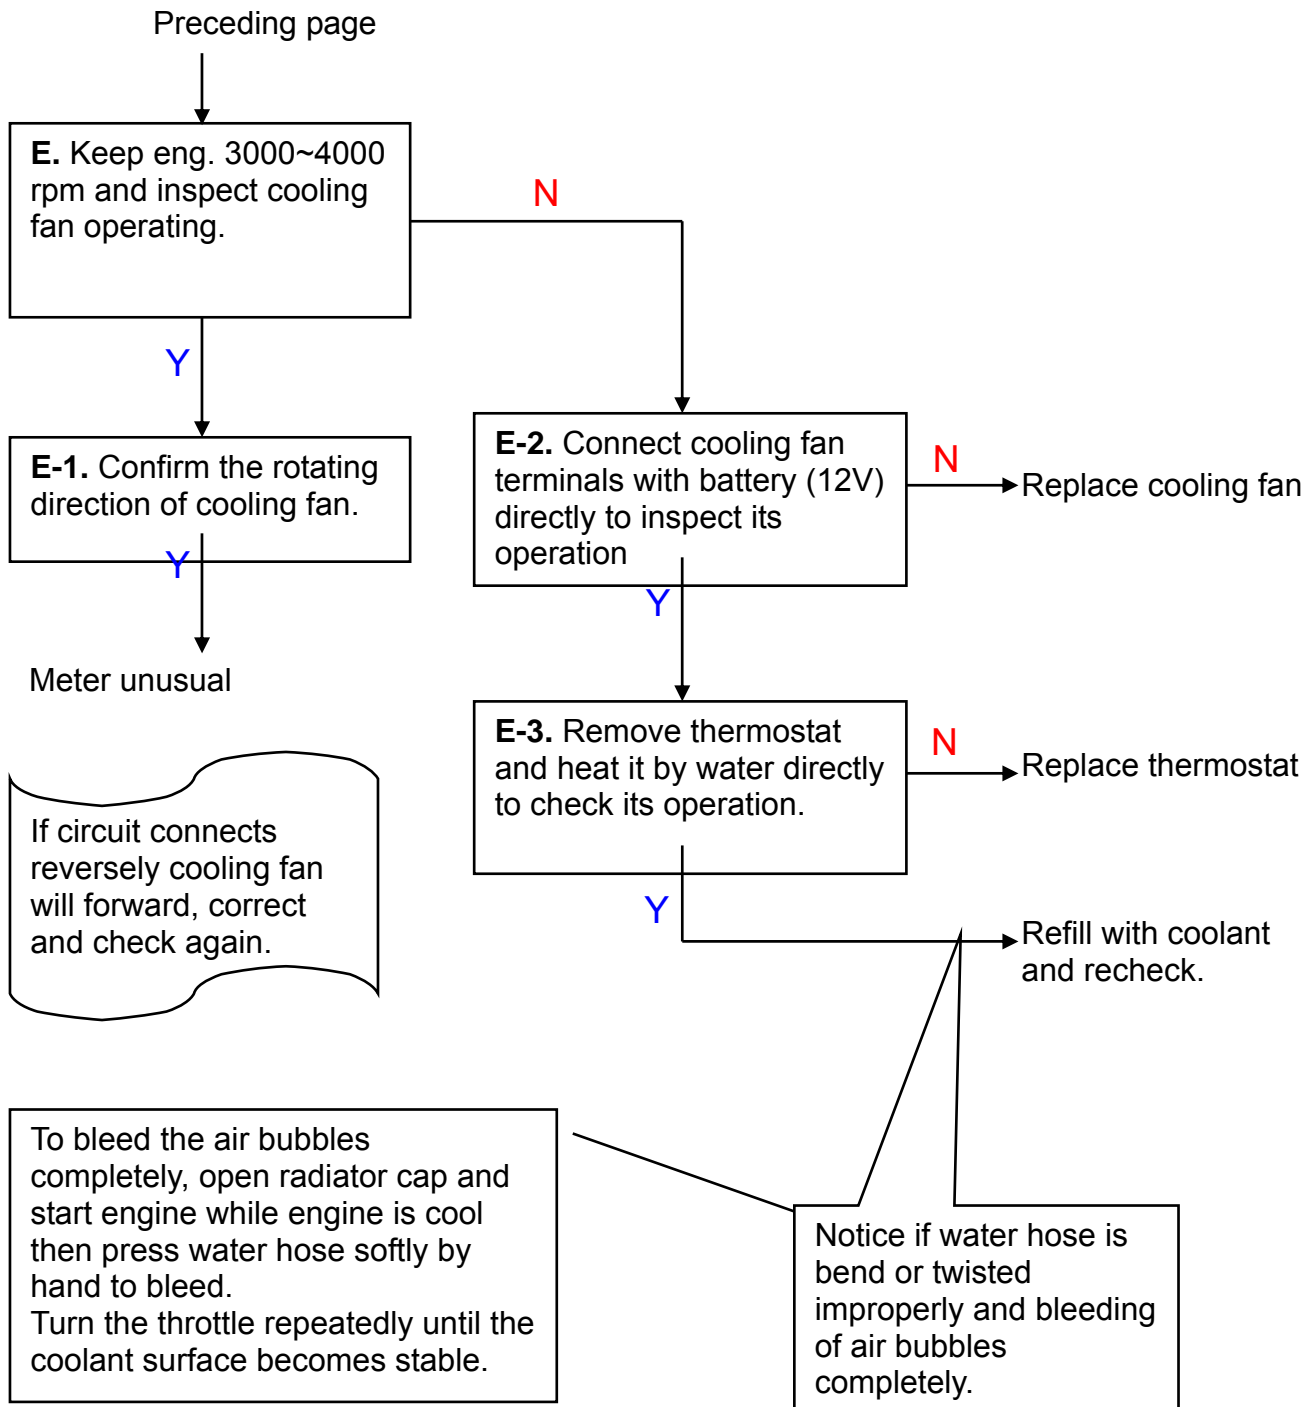 Preceding page
E. Keep eng. 3000~4000
rpm and inspect cooling
fan operating.
N
Y
E-1. Confirm the rotating
direction of cooling fan.
Y
Meter unusual
E-2. Connect cooling fan
terminals with battery (12V)
directly to inspect its
operation
N
Replace cooling fan
Y
E-3. Remove thermostat
and heat it by water directly
to check its operation.
N
Replace thermostat
Y
Refill with coolant
and recheck.
If circuit connects
reversely cooling fan
will forward, correct
and check again.
To bleed the air bubbles
completely, open radiator cap and
start engine while engine is cool
then press water hose softly by
hand to bleed.
Turn the throttle repeatedly until the
coolant surface becomes stable.
Notice if water hose is
bend or twisted
improperly and bleeding
of air bubbles
completely.